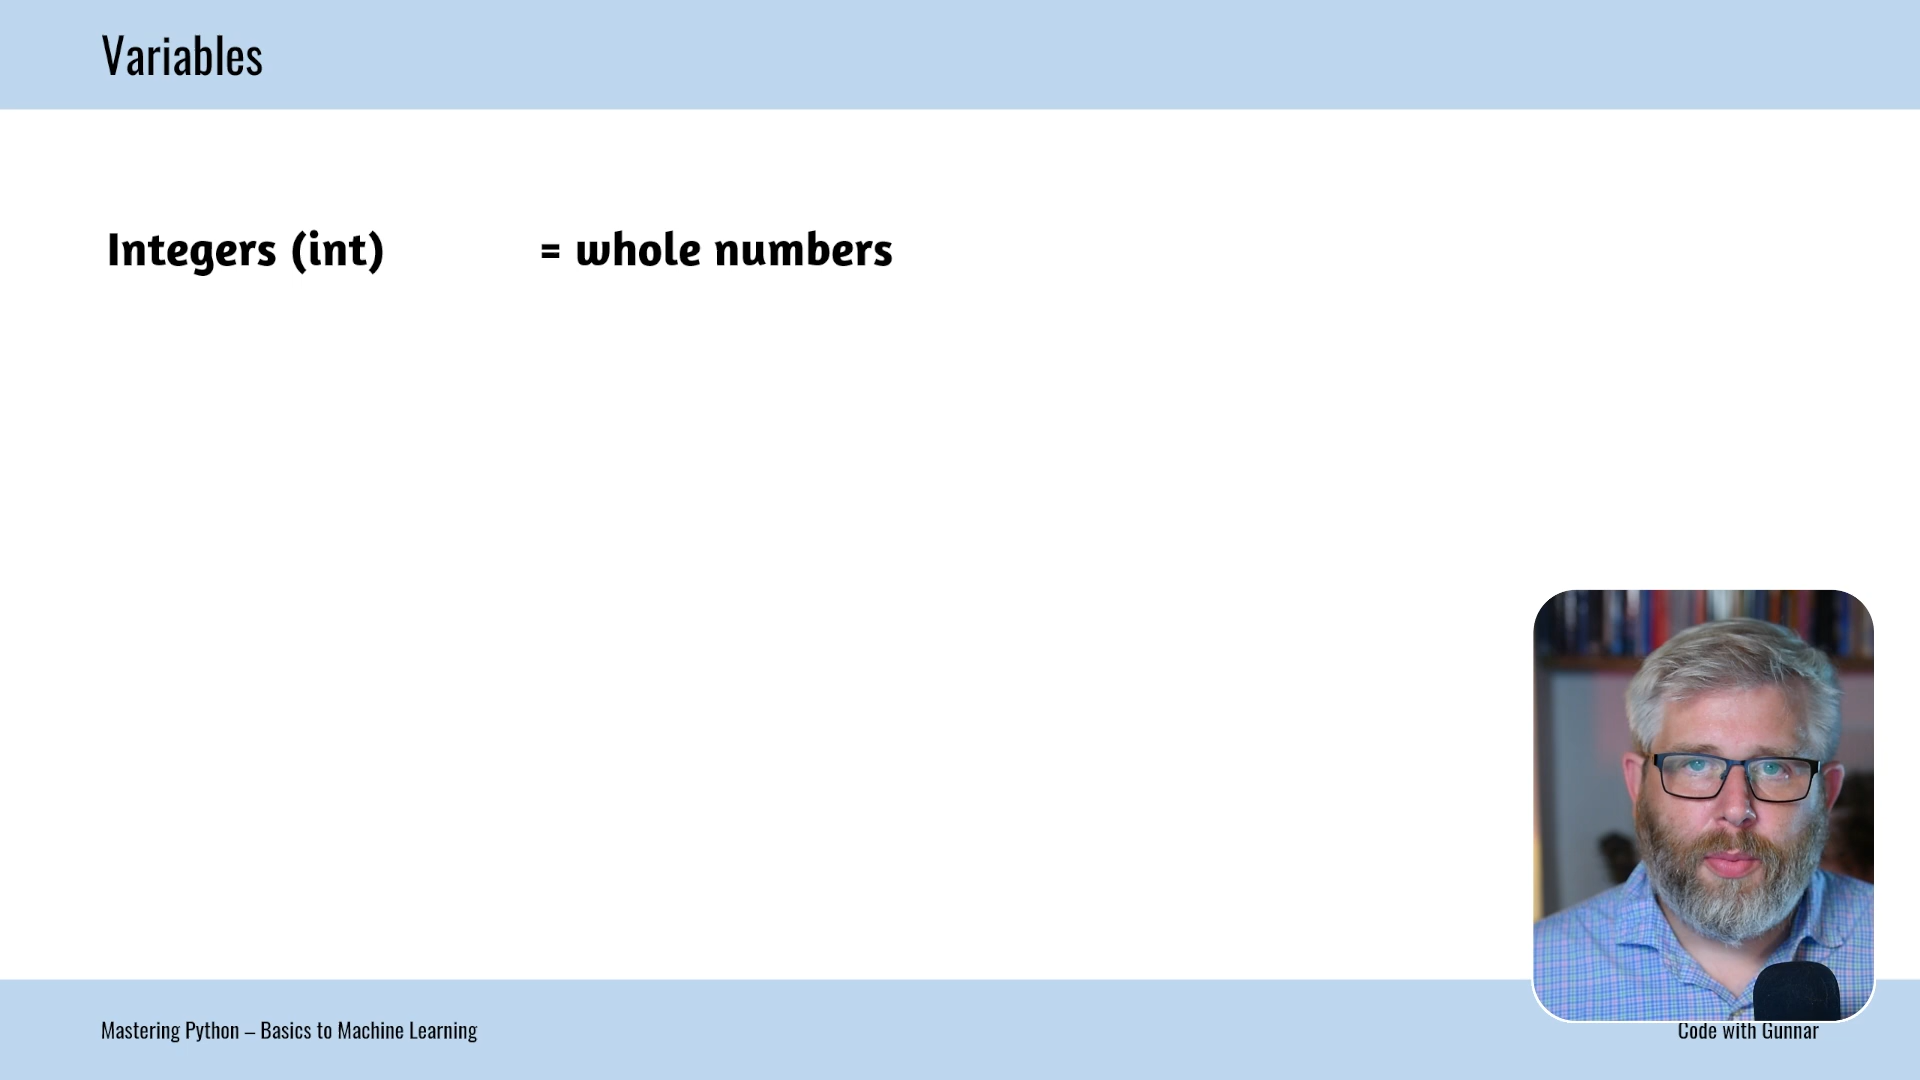 Variables
Integers (int) = whole numbers
Mastering Python – Basics to Machine Learning
Code with Gunnar